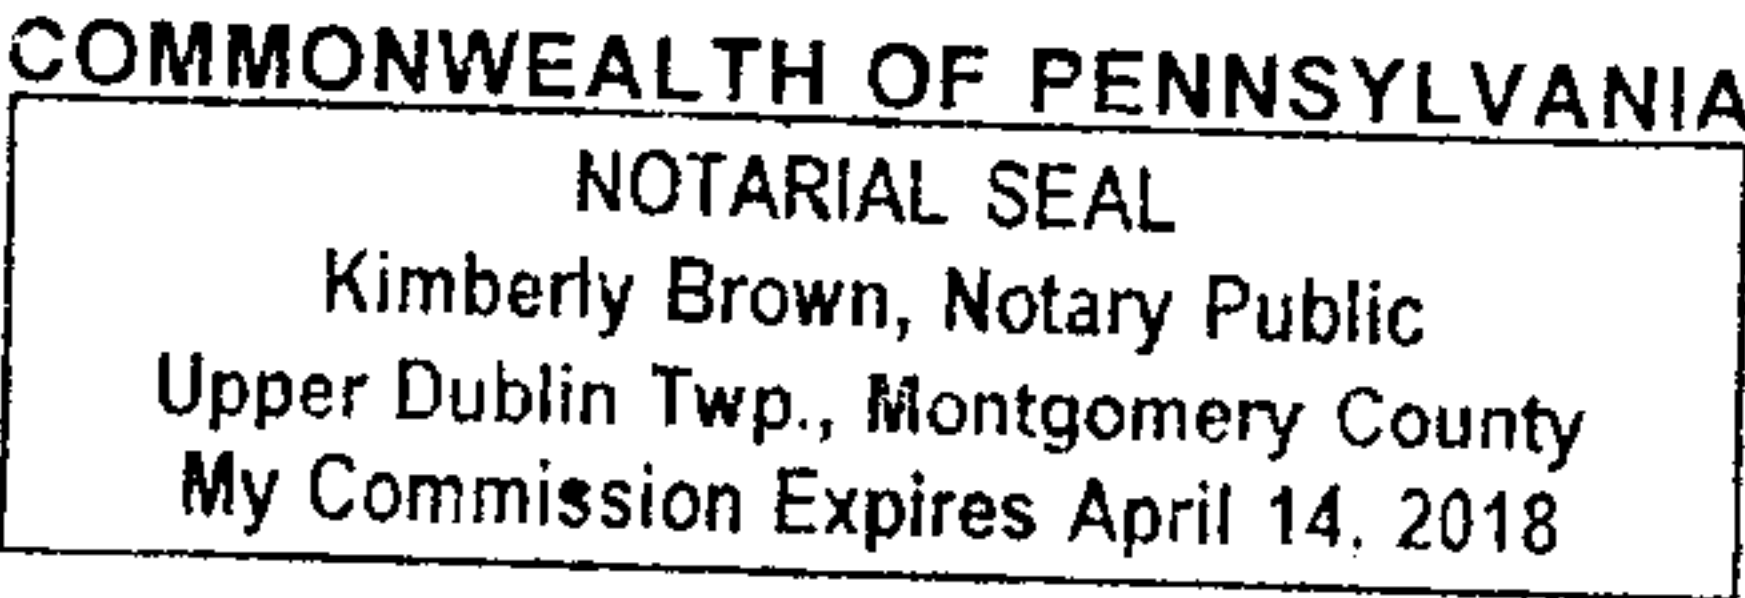 COMMONWEALTH OF PENNSYLVANIA
NOTARIAL SEAL
Kimberly Brown, Notary Public
Upper Dublin Twp., Montgomery County
My Commission Expires April 14, 2018